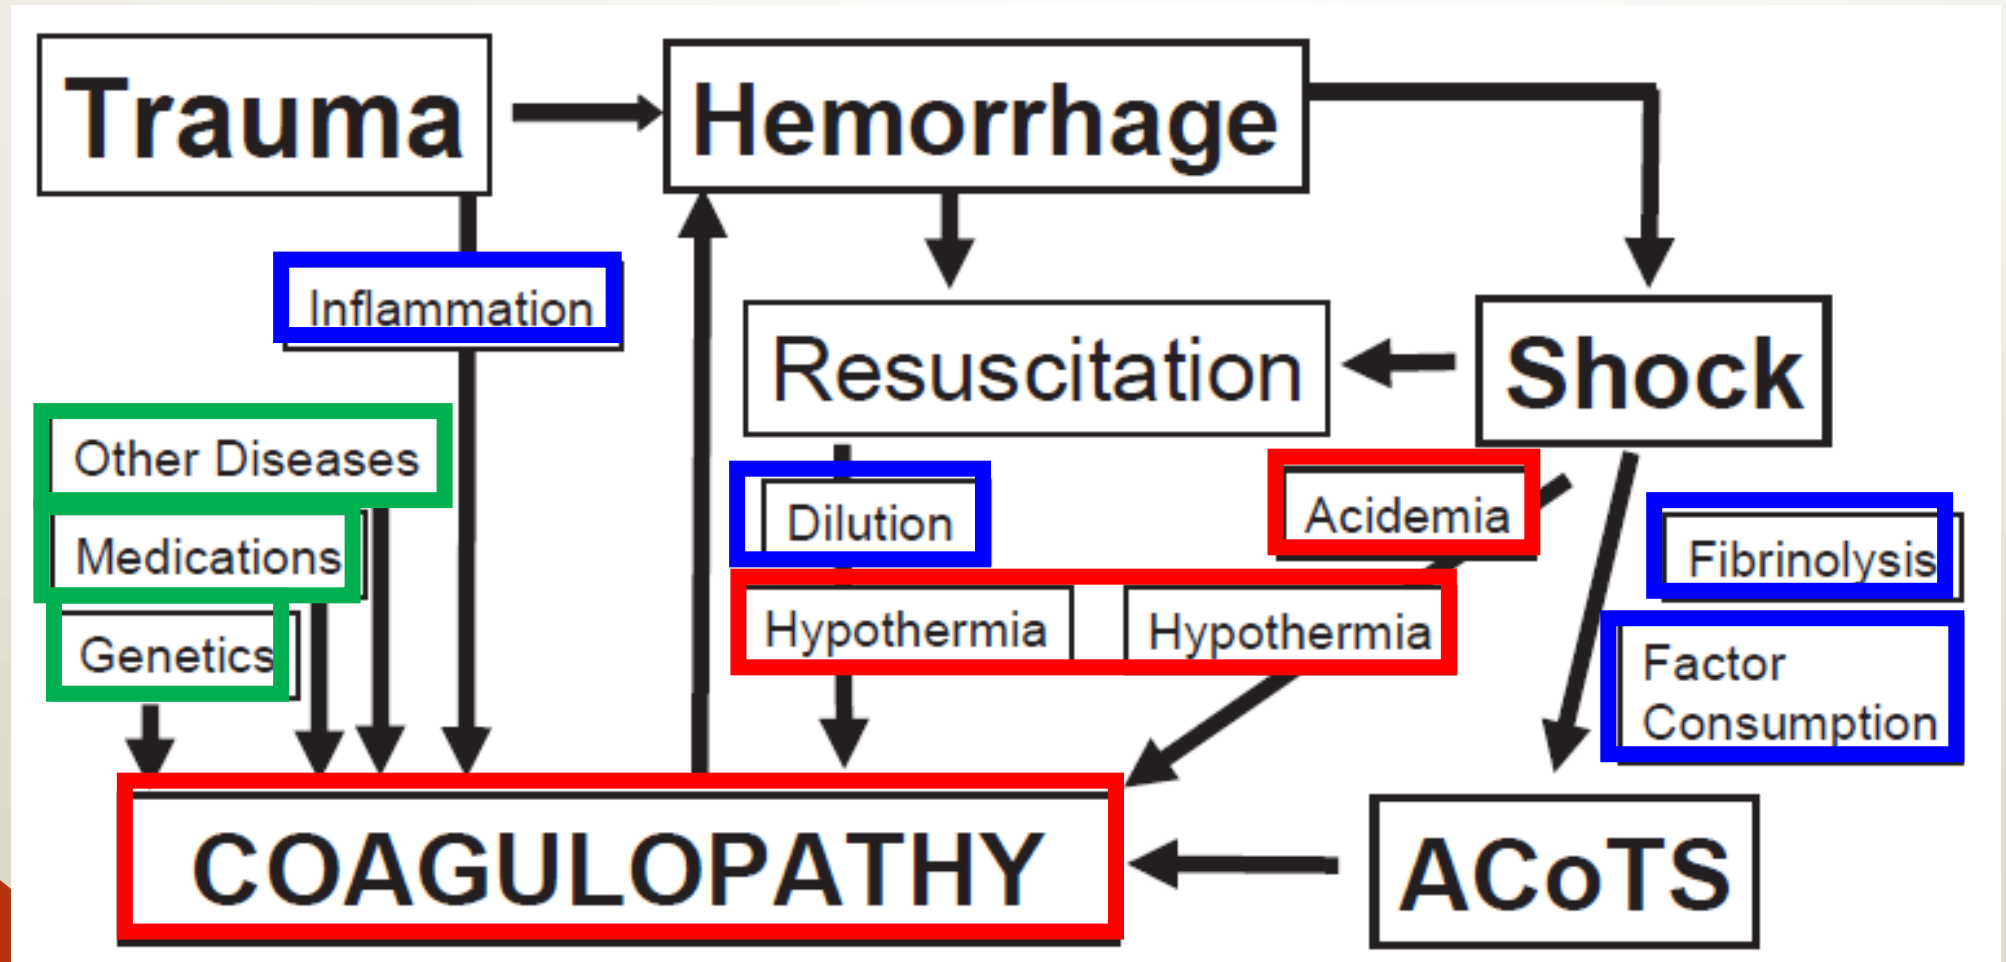 Trauma
Hemorrhage
Inflammation
Resuscitation
Shock
Other Diseases
Medications
Genetics
Dilution
Acidemia
Hypothermia
Hypothermia
Fibrinolysis
Factor
Consumption
COAGULOPATHY
ACoTS